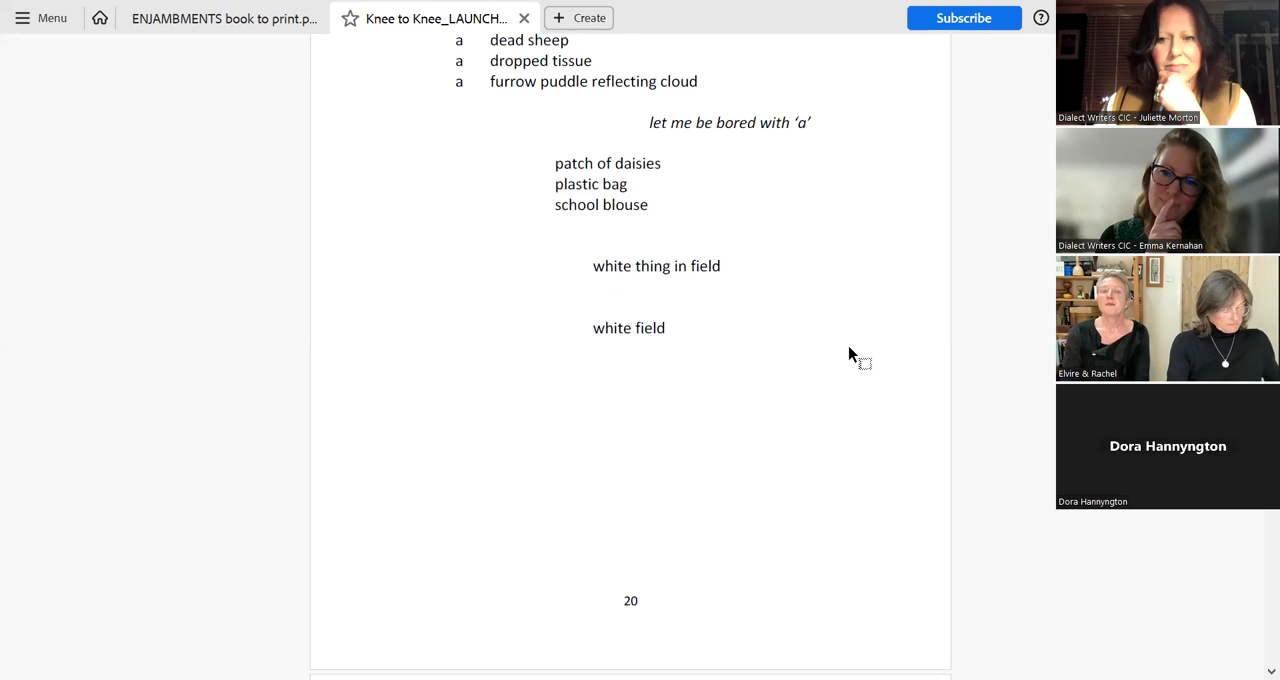 Menu
ENJAMBMENTS book to print.p...
Knee to Knee_LAUNCH...
Create
Subscribe
a dead sheep
a dropped tissue
a furrow puddle reflecting cloud
let me be bored with ‘a’
patch of daisies
plastic bag
school blouse
white thing in field
white field
20
Dialect Writers CIC - Juliette Morton
Dialect Writers CIC - Emma Kernahan
Elvire & Rachel
Dora Hannyngton
Dora Hannyngton